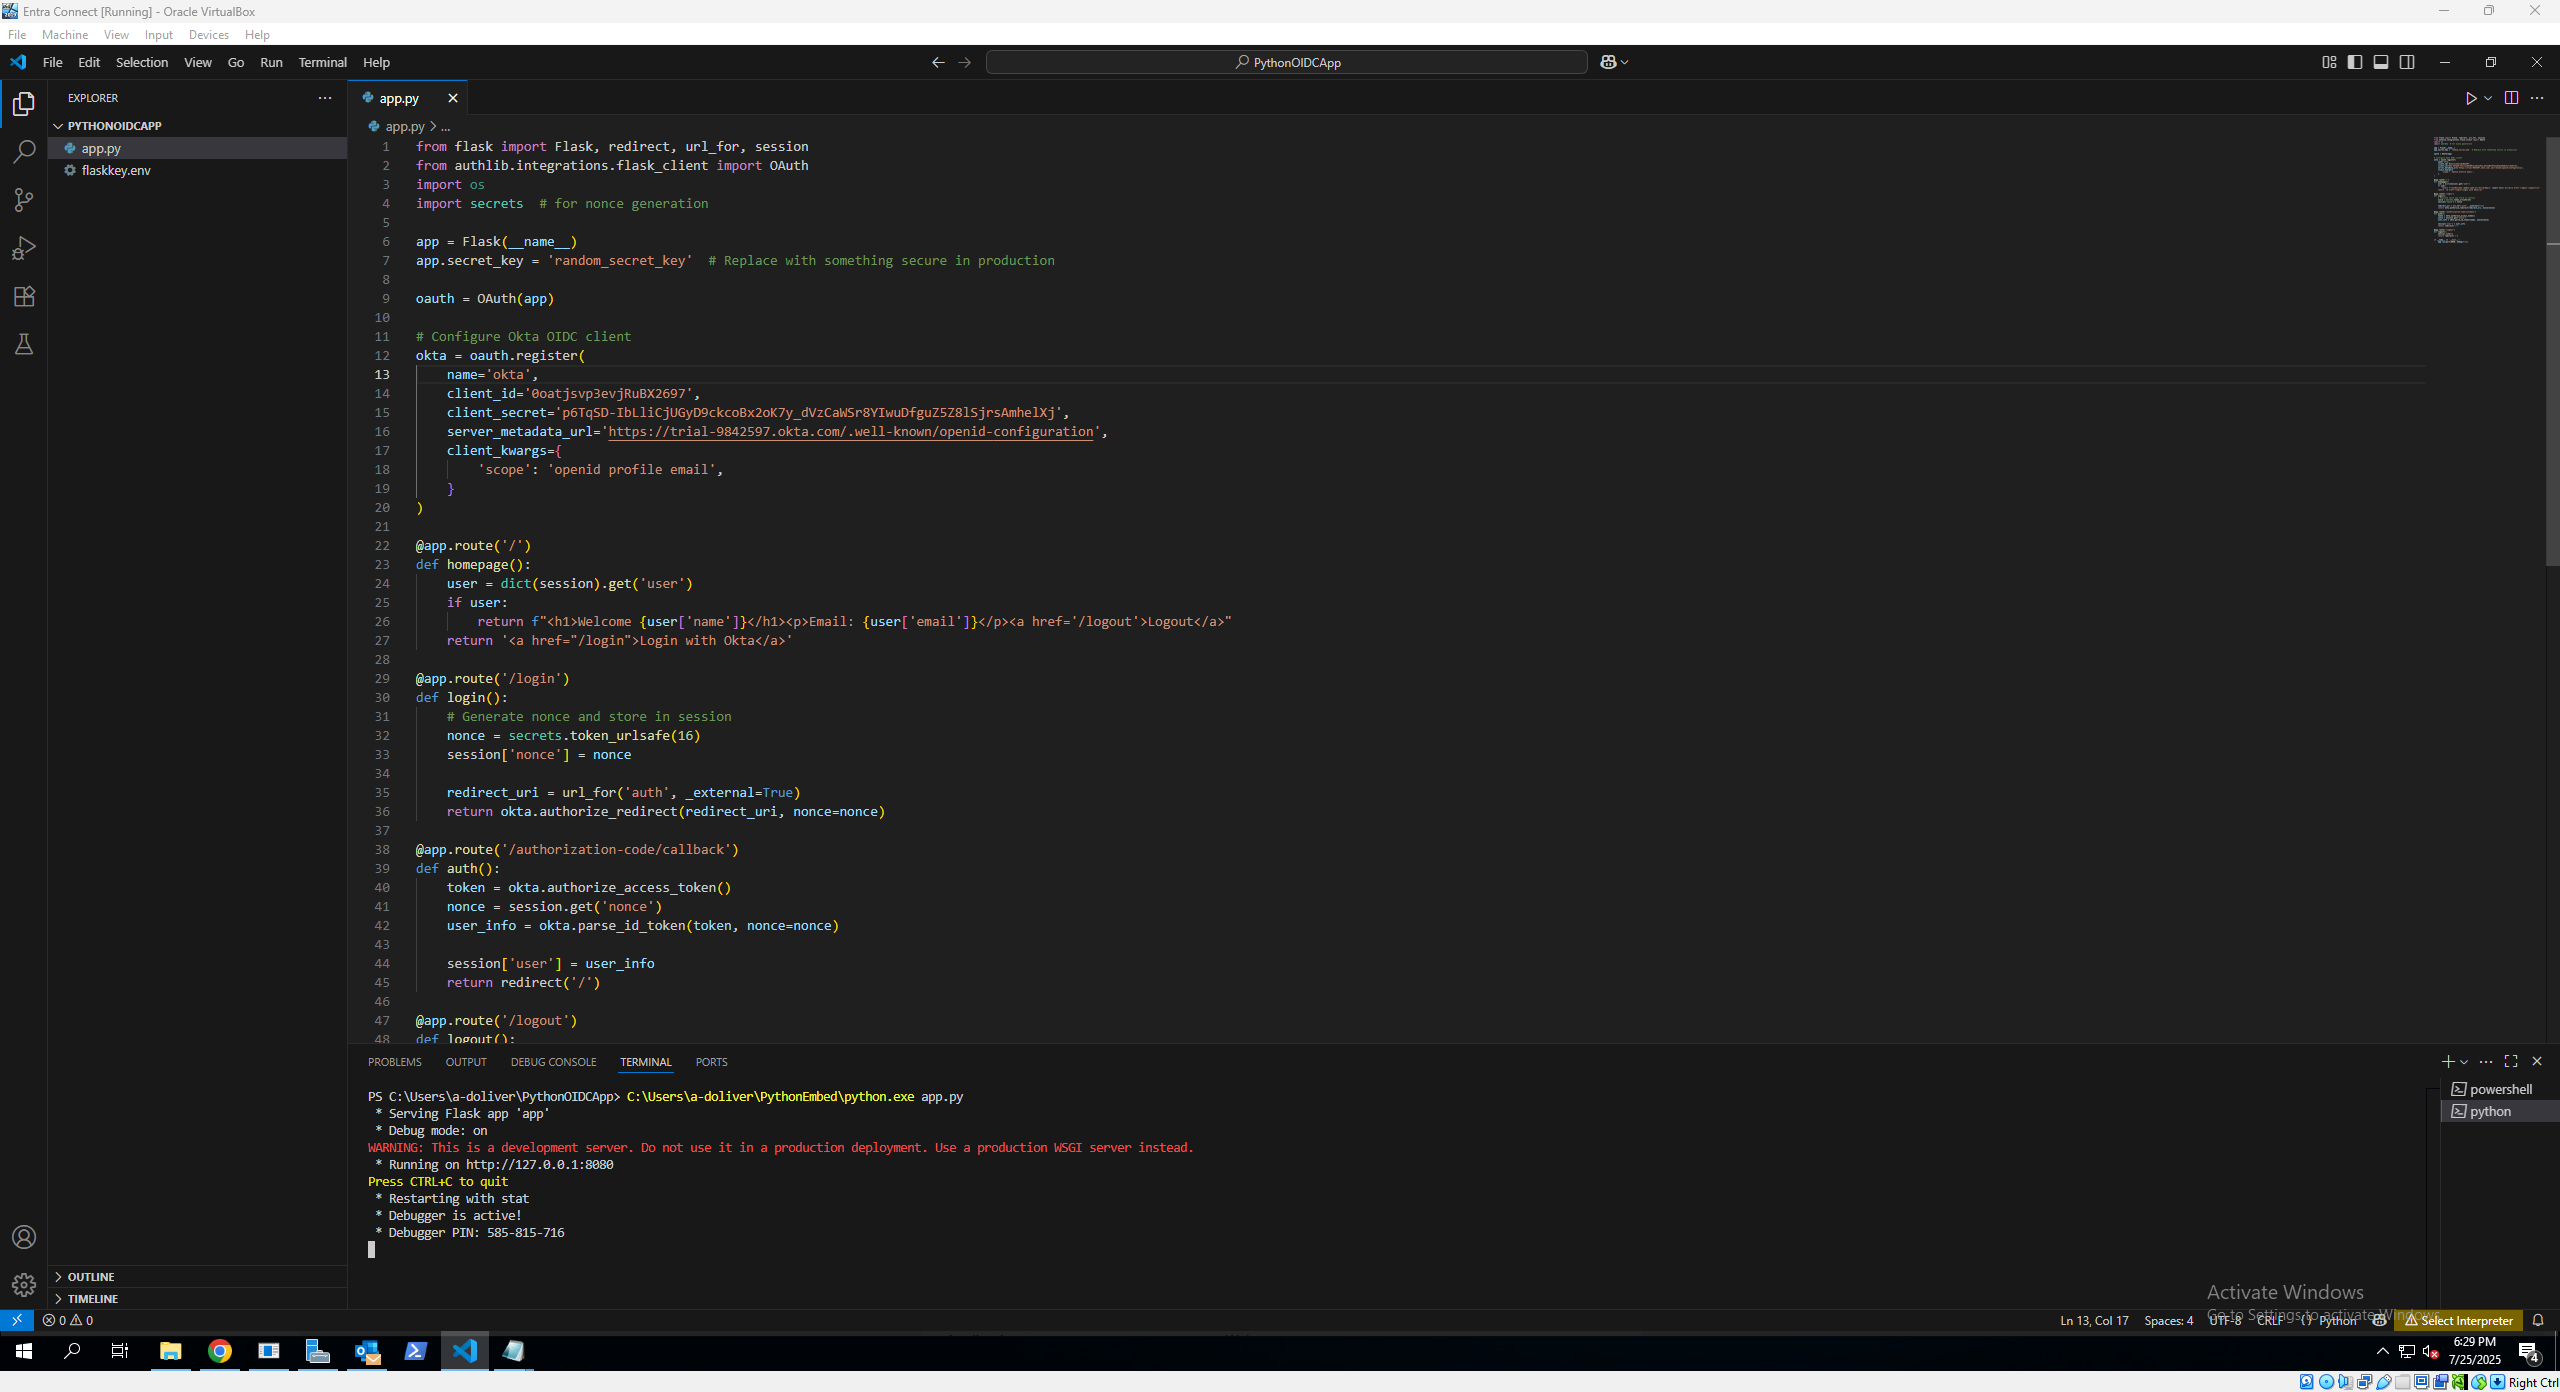 Entra Connect [Running] - Oracle VirtualBox
File Machine View Input Devices Help
File Edit Selection View Go Run Terminal Help
PythonOIDCApp
EXPLORER
PYTHONOIDCAPP
app.py
flaskkey.env
OUTLINE
TIMELINE
app.py
app.py > ...
1 from flask import Flask, redirect, url_for, session
2 from authlib.integrations.flask_client import OAuth
3 import os
4 import secrets  # for nonce generation
5
6 app = Flask(__name__)
7 app.secret_key = 'random_secret_key'  # Replace with something secure in production
8
9 oauth = OAuth(app)
10
11 # Configure Okta OIDC client
12 okta = oauth.register(
13     name='okta',
14     client_id='0oatjsvp3evjRuBX2697',
15     client_secret='p6TqSD-IbLliCjUGyD9ckcoBx2oK7y_dVzCaWSr8YIwuDfguZ5Z8lSjrsAmhelXj',
16     server_metadata_url='https://trial-9842597.okta.com/.well-known/openid-configuration',
17     client_kwargs={
18         'scope': 'openid profile email',
19     }
20 )
21
22 @app.route('/')
23 def homepage():
24     user = dict(session).get('user')
25     if user:
26         return f"<h1>Welcome {user['name']}</h1><p>Email: {user['email']}</p><a href='/logout'>Logout</a>"
27     return '<a href="/login">Login with Okta</a>'
28
29 @app.route('/login')
30 def login():
31     # Generate nonce and store in session
32     nonce = secrets.token_urlsafe(16)
33     session['nonce'] = nonce
34
35     redirect_uri = url_for('auth', _external=True)
36     return okta.authorize_redirect(redirect_uri, nonce=nonce)
37
38 @app.route('/authorization-code/callback')
39 def auth():
40     token = okta.authorize_access_token()
41     nonce = session.get('nonce')
42     user_info = okta.parse_id_token(token, nonce=nonce)
43
44     session['user'] = user_info
45     return redirect('/')
46
47 @app.route('/logout')
48 def logout():
PROBLEMS OUTPUT DEBUG CONSOLE TERMINAL PORTS
PS C:\Users\a-doliver\PythonOIDCApp> C:\Users\a-doliver\PythonEmbed\python.exe app.py
 * Serving Flask app 'app'
 * Debug mode: on
WARNING: This is a development server. Do not use it in a production deployment. Use a production WSGI server instead.
 * Running on http://127.0.0.1:8080
Press CTRL+C to quit
 * Restarting with stat
 * Debugger is active!
 * Debugger PIN: 585-815-716
powershell
python
Activate Windows
Go to Settings to activate Windows.
0 0
Ln 13, Col 17 Spaces: 4 UTF-8 CRLF Python Select Interpreter
6:29 PM
7/25/2025
4
Right Ctrl